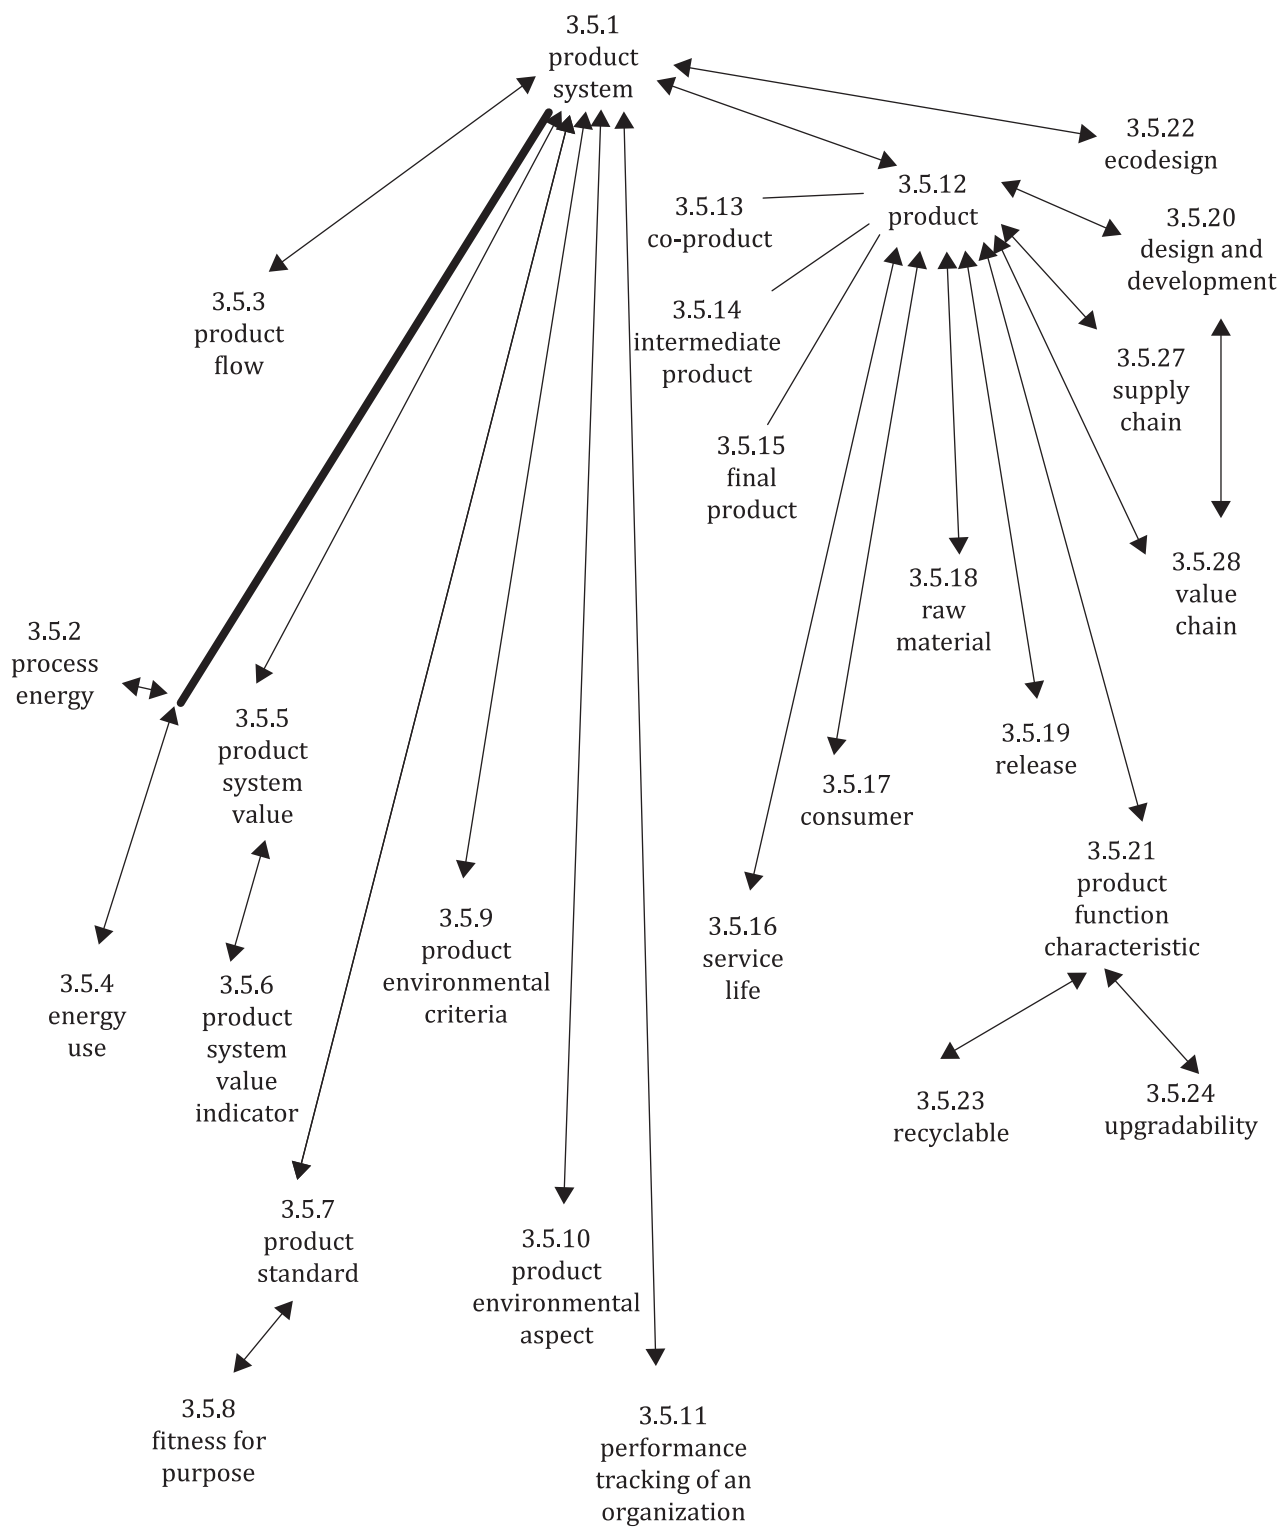 3.5.1
product
system
3.5.22
ecodesign
3.5.12
product
3.5.13
co-product
3.5.20
design and
development
3.5.3
product
flow
3.5.14
intermediate
product
3.5.27
supply
chain
3.5.15
final
product
3.5.28
value
chain
3.5.18
raw
material
3.5.2
process
energy
3.5.5
product
system
value
3.5.19
release
3.5.17
consumer
3.5.21
product
function
characteristic
3.5.9
product
environmental
criteria
3.5.16
service
life
3.5.4
energy
use
3.5.6
product
system
value
indicator
3.5.23
recyclable
3.5.24
upgradability
3.5.7
product
standard
3.5.10
product
environmental
aspect
3.5.8
fitness for
purpose
3.5.11
performance
tracking of an
organization